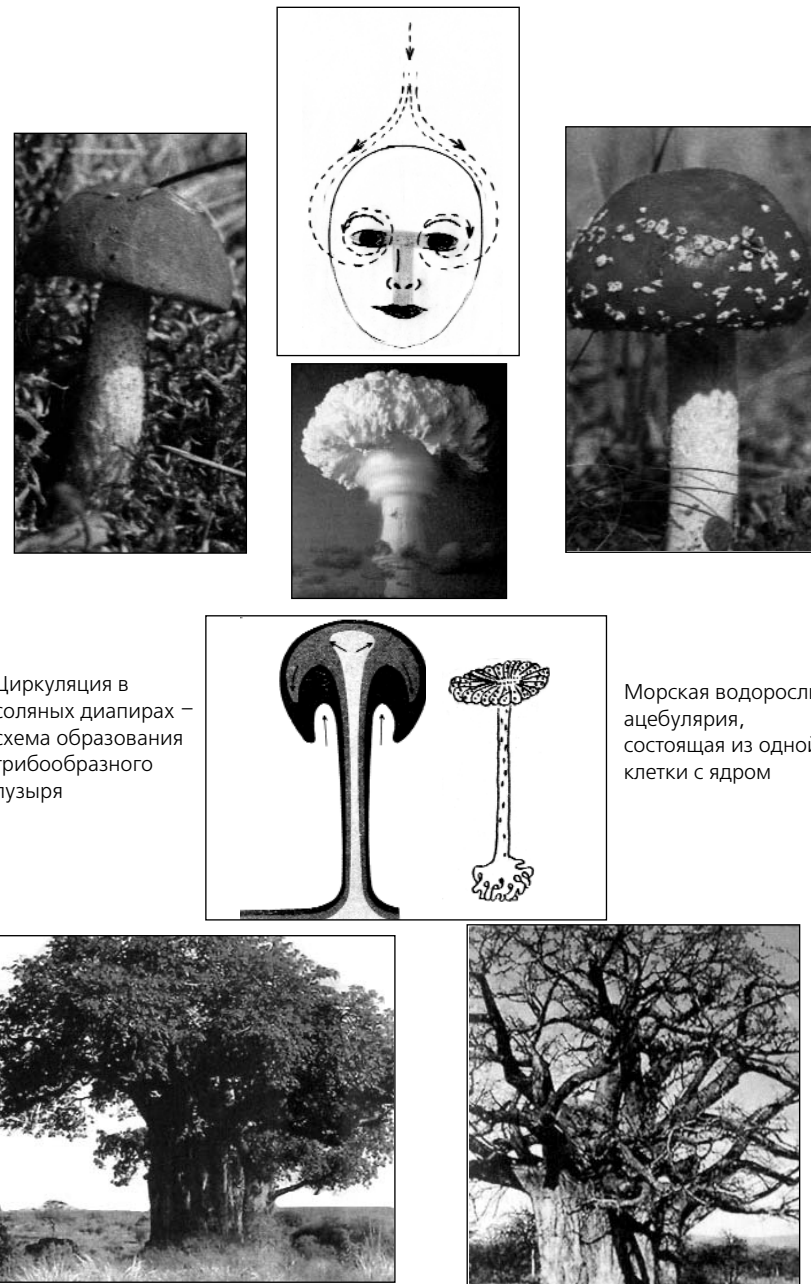 Циркуляция в
соляных диапирах –
схема образования
грибообразного
пузыря
Морская водоросль
ацебулярия,
состоящая из одной
клетки с ядром